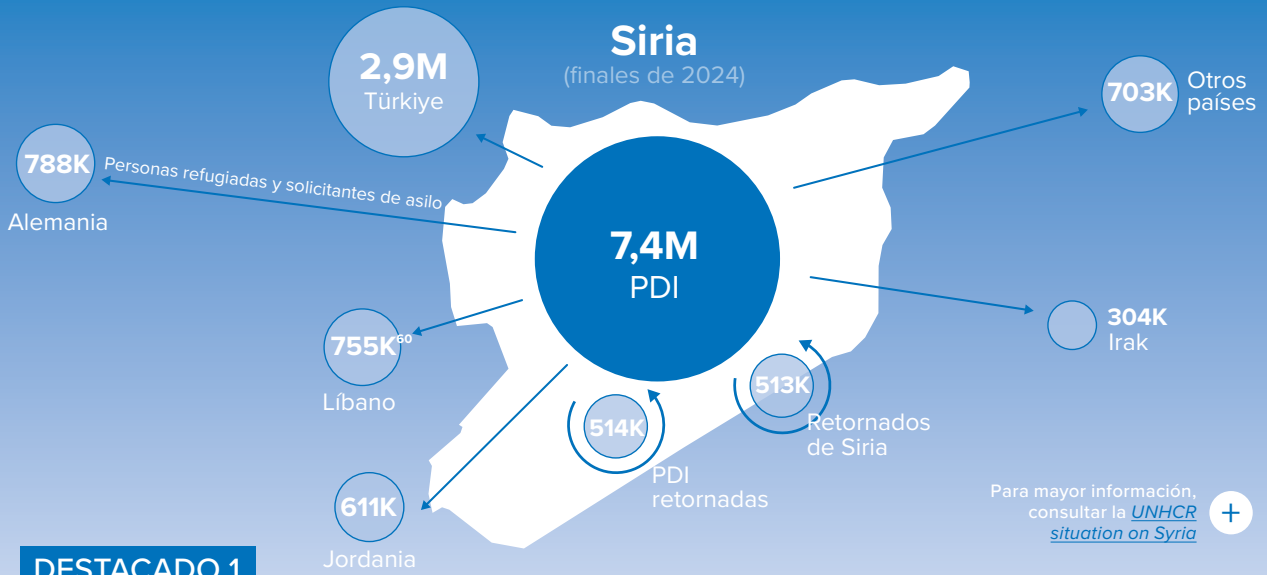 Siria
(finales de 2024)
2,9M
Türkiye
703K
Otros
países
788K
Alemania
Personas refugiadas y solicitantes de asilo
7,4M
PDI
304K
Irak
755K⁶⁰
Líbano
513K
Retornados
de Siria
514K
PDI
retornadas
611K
Jordania
Para mayor información,
consultar la UNHCR
situation on Syria
+
DESTACADO 1